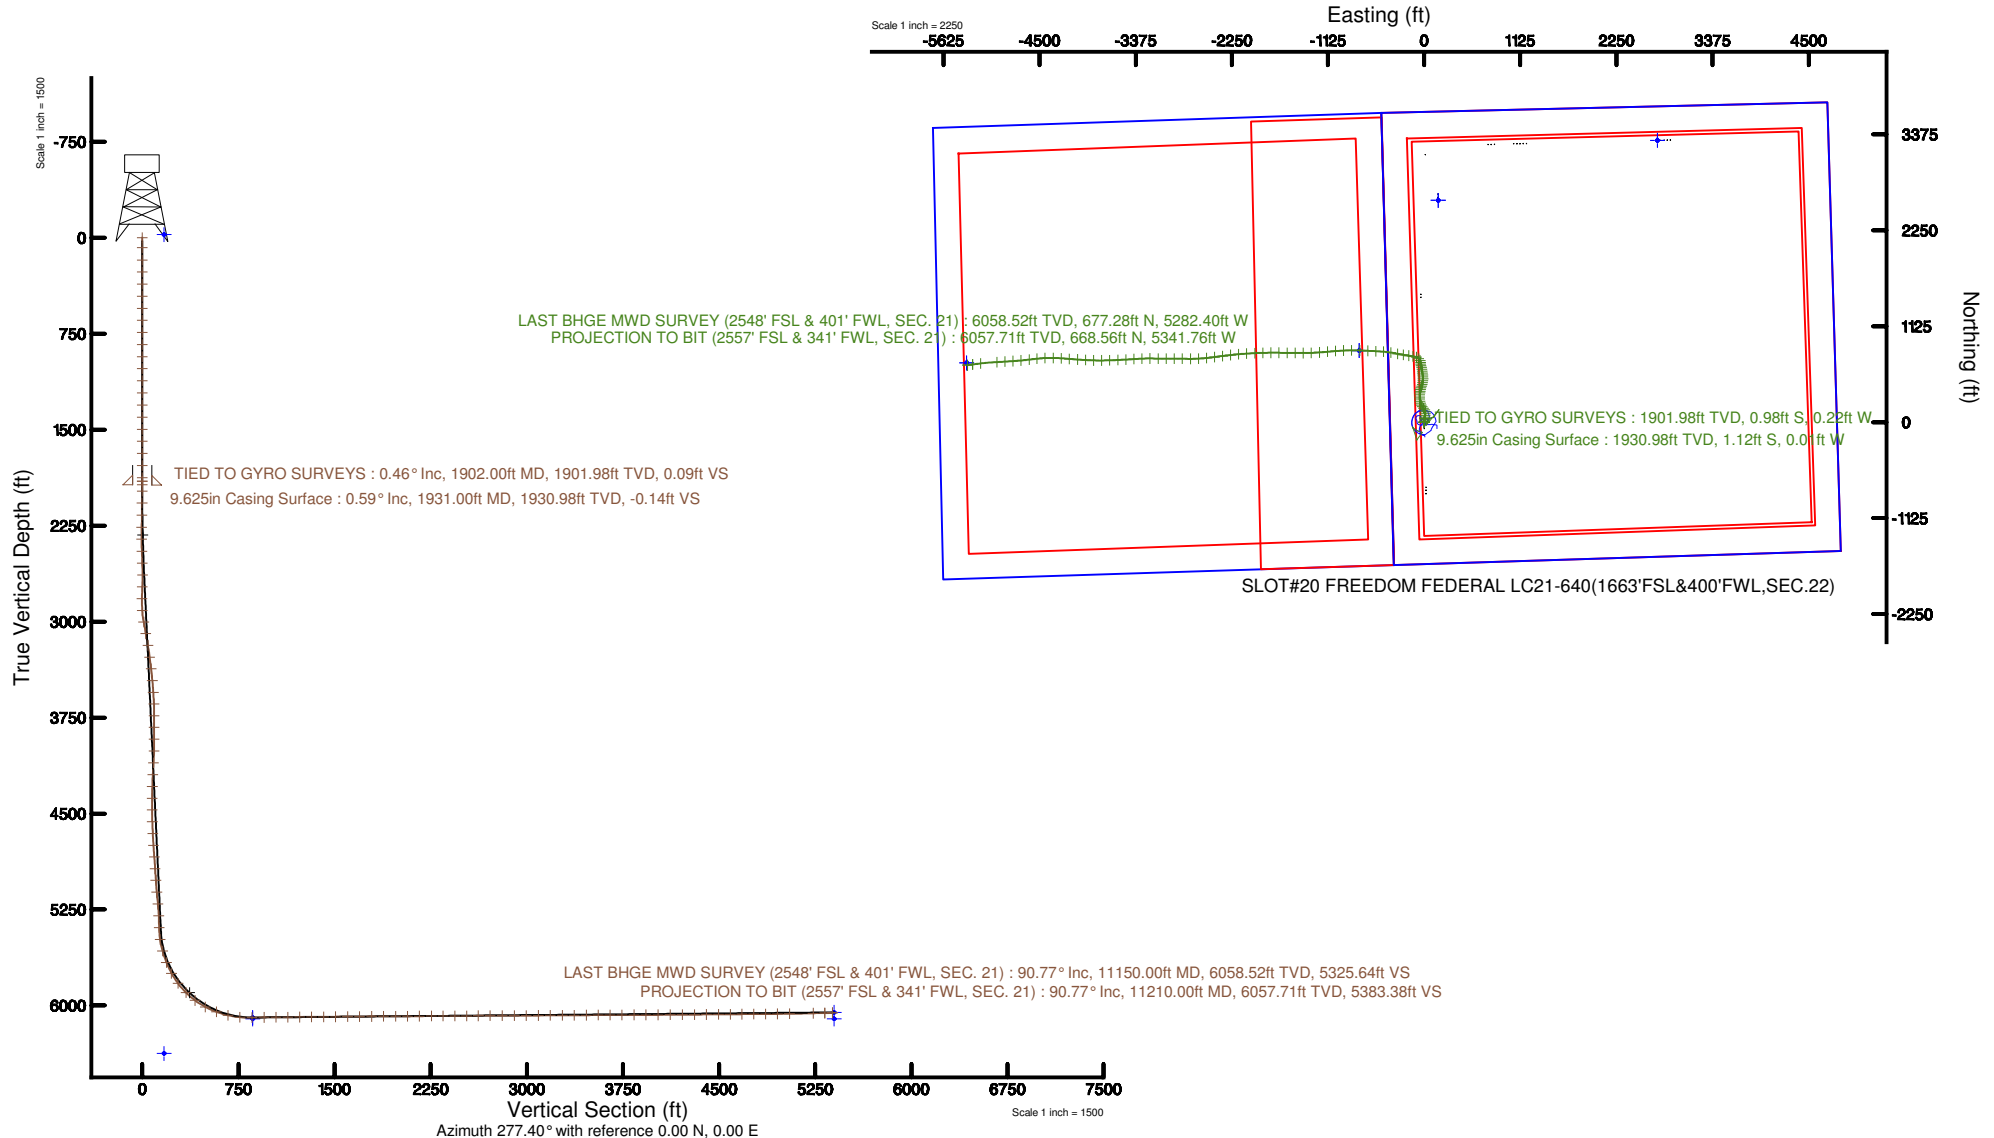 Easting (ft)
Scale 1 inch = 2250
-5625 -4500 -3375 -2250 -1125 0 1125 2250 3375 4500
Scale 1 inch = 1500
-750
0
750
1500
2250
3000
3750
4500
5250
6000
True Vertical Depth (ft)
3375
2250
1125
0
-1125
-2250
Northing (ft)
LAST BHGE MWD SURVEY (2548' FSL & 401' FWL, SEC. 21) : 6058.52ft TVD, 677.28ft N, 5282.40ft W
PROJECTION TO BIT (2557' FSL & 341' FWL, SEC. 21) : 6057.71ft TVD, 668.56ft N, 5341.76ft W
TIED TO GYRO SURVEYS : 1901.98ft TVD, 0.98ft S, 0.22ft W
9.625in Casing Surface : 1930.98ft TVD, 1.12ft S, 0.01ft W
TIED TO GYRO SURVEYS : 0.46° Inc, 1902.00ft MD, 1901.98ft TVD, 0.09ft VS
9.625in Casing Surface : 0.59° Inc, 1931.00ft MD, 1930.98ft TVD, -0.14ft VS
SLOT#20 FREEDOM FEDERAL LC21-640(1663'FSL&400'FWL,SEC.22)
LAST BHGE MWD SURVEY (2548' FSL & 401' FWL, SEC. 21) : 90.77° Inc, 11150.00ft MD, 6058.52ft TVD, 5325.64ft VS
PROJECTION TO BIT (2557' FSL & 341' FWL, SEC. 21) : 90.77° Inc, 11210.00ft MD, 6057.71ft TVD, 5383.38ft VS
0 750 1500 2250 3000 3750 4500 5250 6000 6750 7500
Vertical Section (ft)
Scale 1 inch = 1500
Azimuth 277.40° with reference 0.00 N, 0.00 E